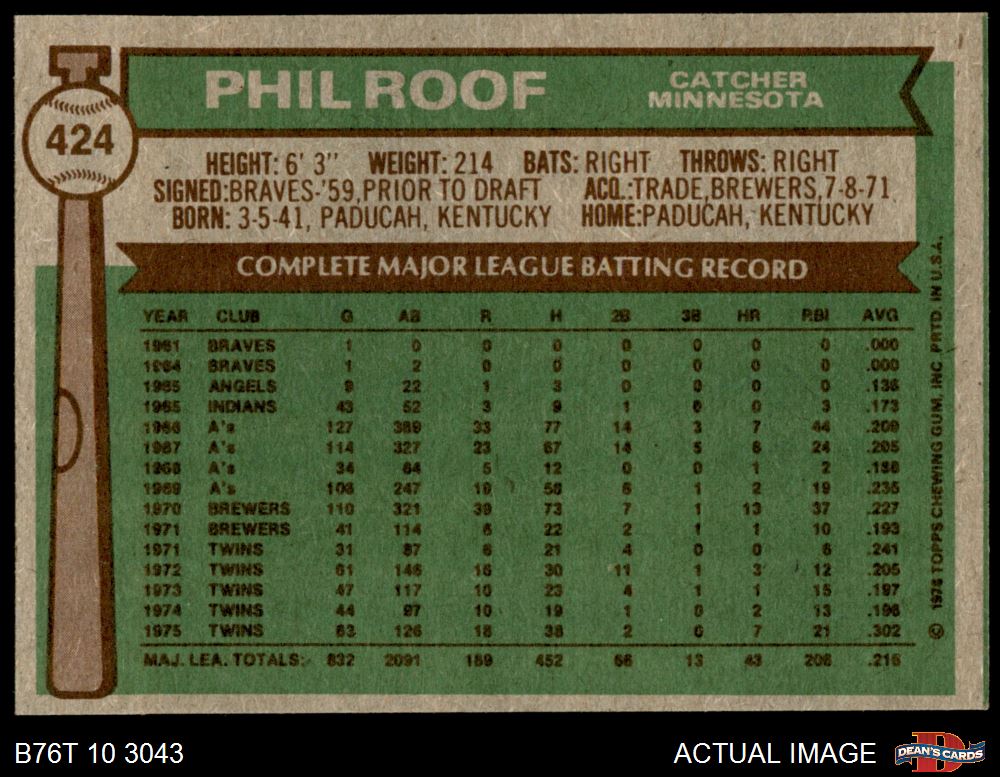 424
PHIL ROOF
CATCHER
MINNESOTA
HEIGHT: 6' 3" WEIGHT: 214 BATS: RIGHT THROWS: RIGHT
SIGNED:BRAVES-'59,PRIOR TO DRAFT ACQ.:TRADE,BREWERS,7-8-71
BORN: 3-5-41, PADUCAH, KENTUCKY HOME:PADUCAH, KENTUCKY
COMPLETE MAJOR LEAGUE BATTING RECORD
YEAR CLUB G AB R H 2B 3B HR RBI AVG
1961 BRAVES 1 0 0 0 0 0 0 0 .000
1964 BRAVES 1 2 0 0 0 0 0 0 .000
1965 ANGELS 9 22 1 3 0 0 0 0 .136
1965 INDIANS 43 52 3 9 1 0 0 3 .173
1966 A's 127 369 33 77 14 3 7 44 .209
1967 A's 114 327 23 67 14 5 6 24 .205
1968 A's 34 64 5 12 0 0 1 2 .188
1969 A's 106 247 19 58 6 1 2 19 .235
1970 BREWERS 110 321 39 73 7 1 13 37 .227
1971 BREWERS 41 114 6 22 2 1 1 10 .193
1971 TWINS 31 87 6 21 4 0 0 6 .241
1972 TWINS 61 146 16 30 11 1 3 12 .205
1973 TWINS 47 117 10 23 4 1 1 15 .197
1974 TWINS 44 97 10 19 1 0 2 13 .196
1975 TWINS 63 126 18 38 2 0 7 21 .302
MAJ. LEA. TOTALS: 832 2091 189 452 66 13 43 206 .216
© 1976 TOPPS CHEWING GUM, INC. PRTD. IN U.S.A.
B76T 10 3043
ACTUAL IMAGE
D
DEAN'S CARDS